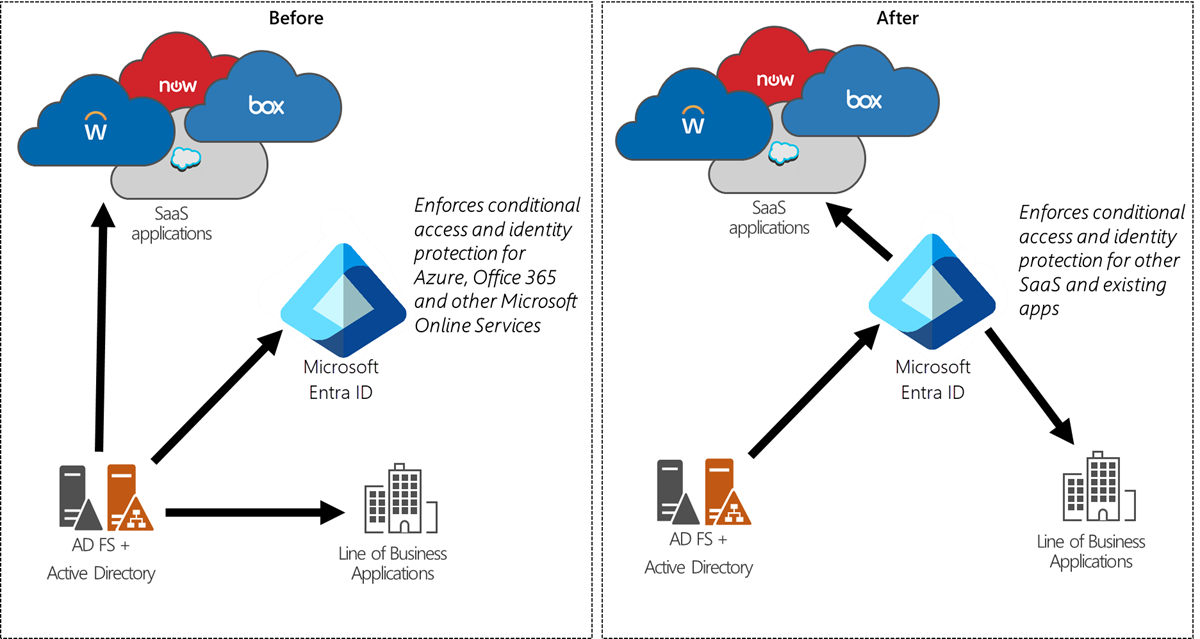 Before
now
box
W
SaaS
applications
Enforces conditional
access and identity
protection for
Azure, Office 365
and other Microsoft
Online Services
Microsoft
Entra ID
AD FS +
Active Directory
Line of Business
Applications
After
now
box
W
SaaS
applications
Enforces conditional
access and identity
protection for other
SaaS and existing
apps
Microsoft
Entra ID
AD FS +
Active Directory
Line of Business
Applications